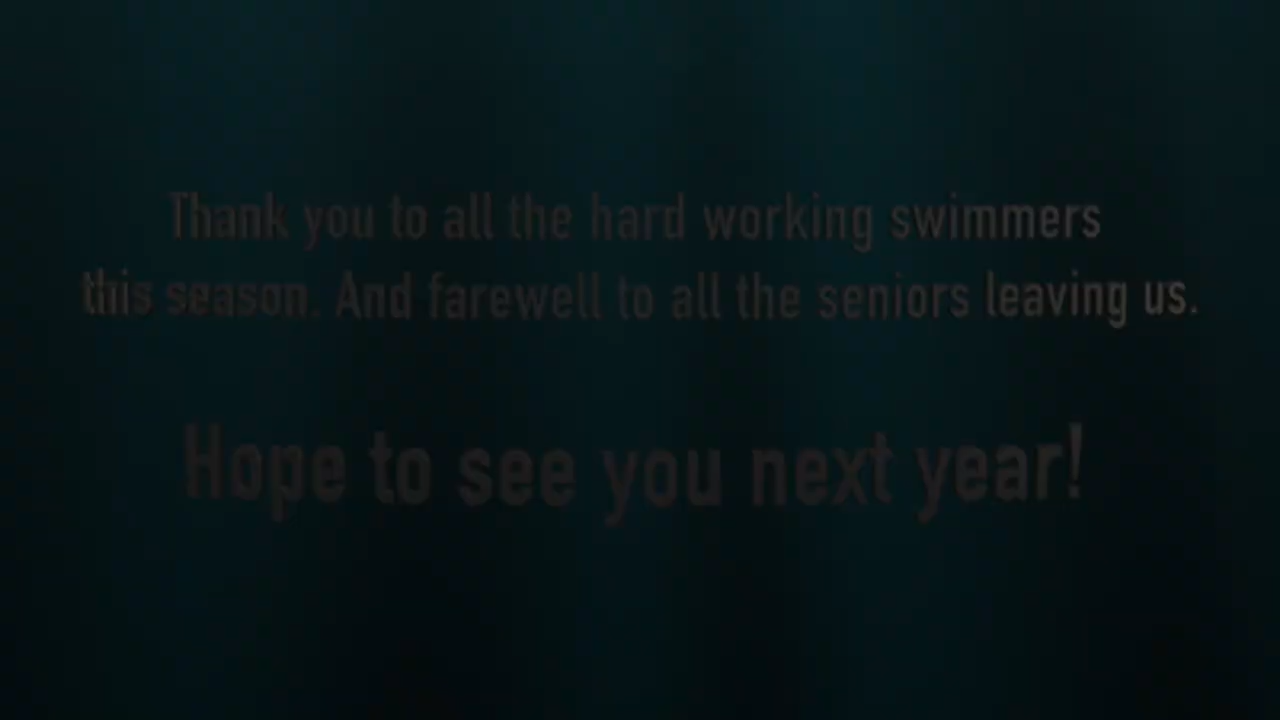 Thank you to all the hard working swimmers
this season. And farewell to all the seniors leaving us.
Hope to see you next year!